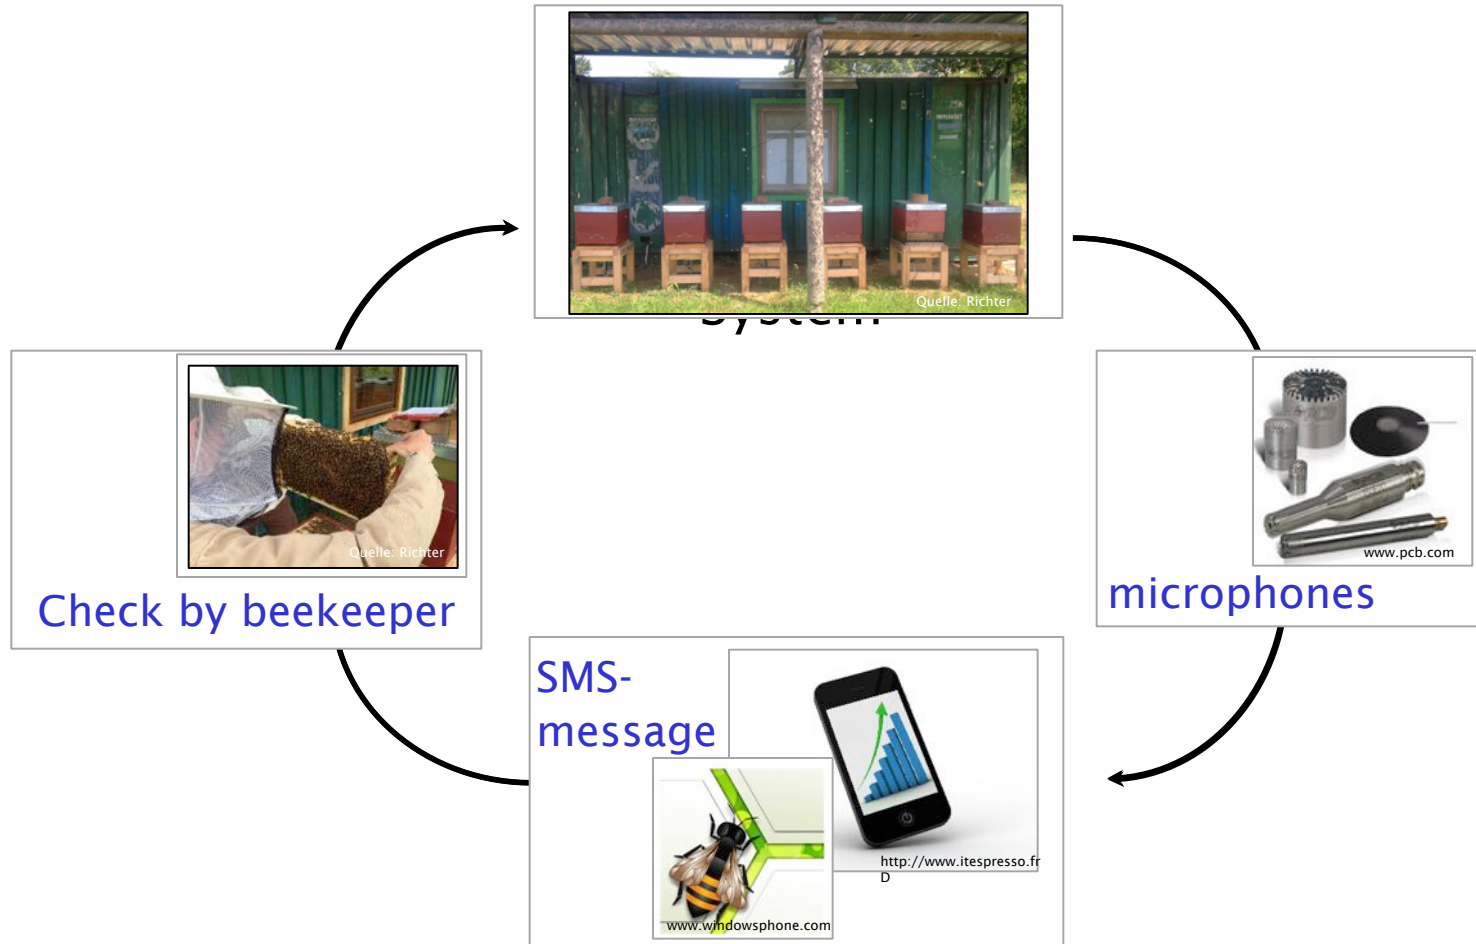 Quelle: Richter
System
Quelle: Richter
Check by beekeeper
www.pcb.com
microphones
SMS-
message
http://www.itespresso.fr
D
www.windowsphone.com